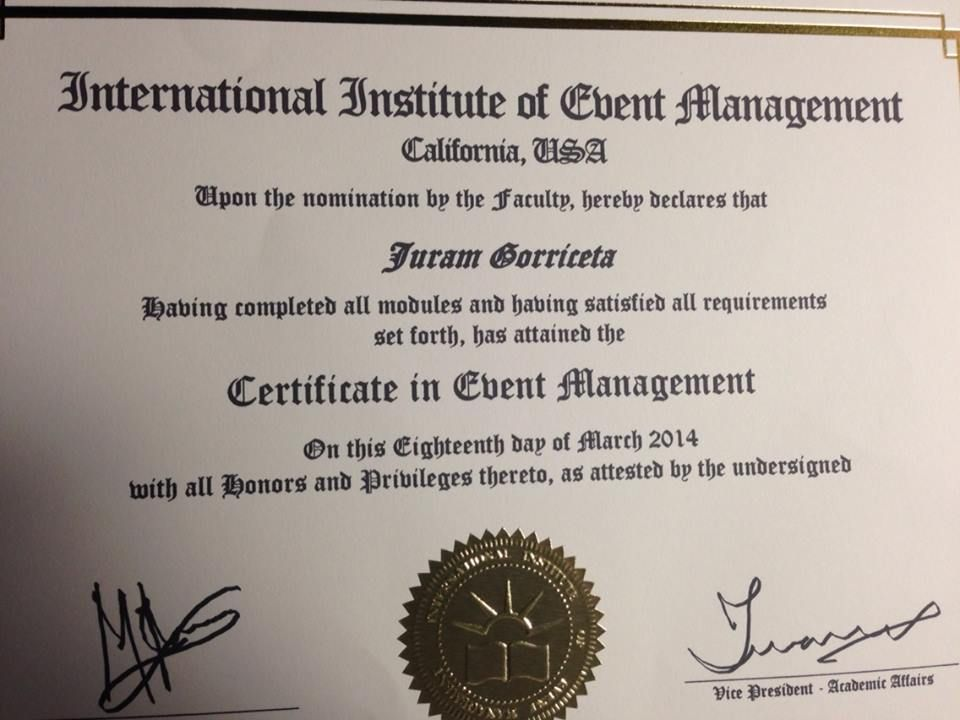 International Institute of Event Management
California, USA
Upon the nomination by the Faculty, hereby declares that
Juram Gorriceta
Having completed all modules and having satisfied all requirements
set forth, has attained the
Certificate in Event Management
On this Eighteenth day of March 2014
with all Honors and Privileges thereto, as attested by the undersigned
INTERNATIONAL INSTITUTE OF
Vice President - Academic Affairs